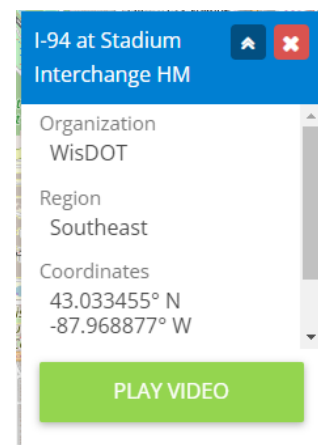 I-94 at Stadium
Interchange HM
Organization
WisDOT
Region
Southeast
Coordinates
43.033455° N
-87.968877° W
PLAY VIDEO